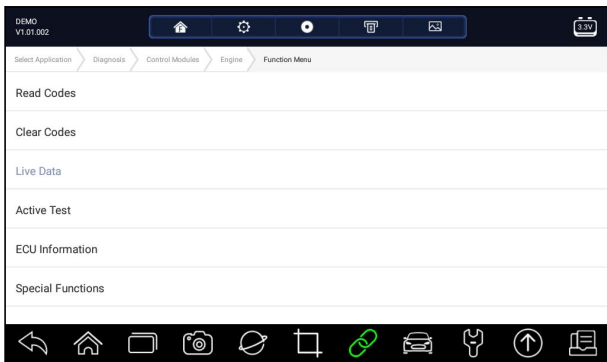 DEMO
V1.01.002
3.3V
Select Application Diagnosis Control Modules Engine Function Menu
Read Codes
Clear Codes
Live Data
Active Test
ECU Information
Special Functions